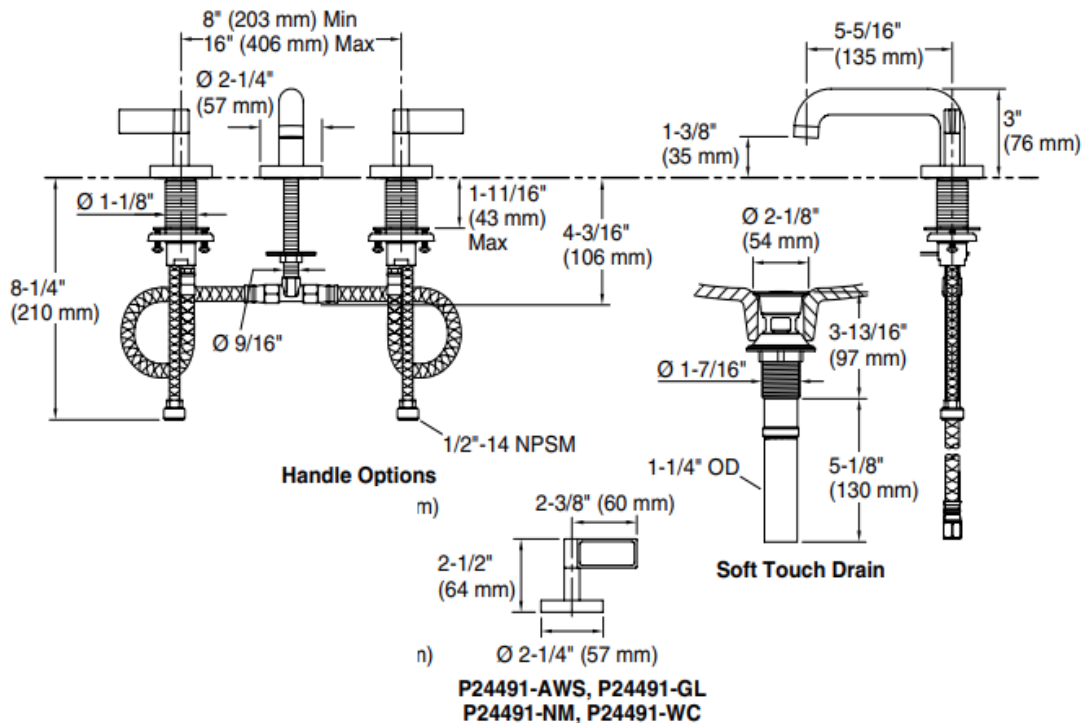 8" (203 mm) Min
16" (406 mm) Max
Ø 2-1/4"
(57 mm)
Ø 1-1/8"
1-11/16"
(43 mm)
Max
4-3/16"
(106 mm)
8-1/4"
(210 mm)
Ø 9/16"
1/2"-14 NPSM
5-5/16"
(135 mm)
1-3/8"
(35 mm)
3"
(76 mm)
Ø 2-1/8"
(54 mm)
3-13/16"
(97 mm)
Ø 1-7/16"
1-1/4" OD
5-1/8"
(130 mm)
Soft Touch Drain
Handle Options
m)
2-3/8" (60 mm)
2-1/2"
(64 mm)
Ø 2-1/4" (57 mm)
P24491-AWS, P24491-GL
P24491-NM, P24491-WC